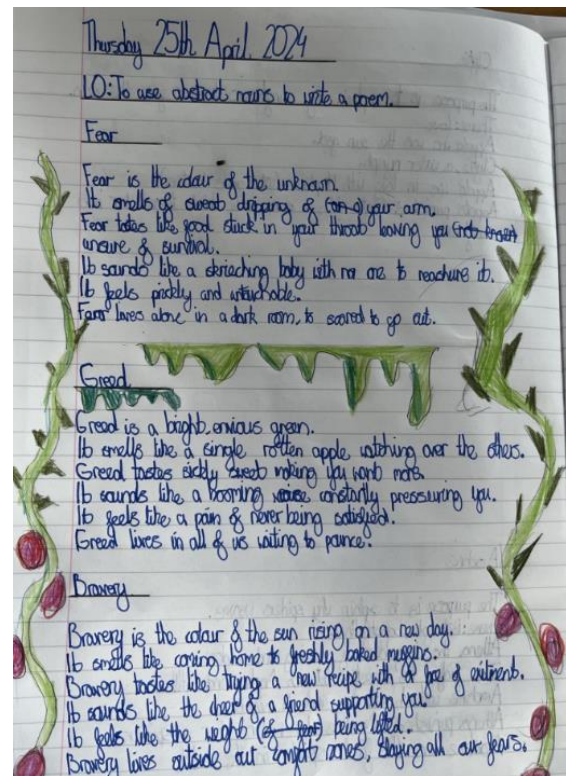 Thursday 25th April. 2024
LO: To use abstract nouns to write a poem.
Fear
Fear is the colour of the unknown.
It smells of sweat dripping of your arm.
Fear tastes like food stuck in your throat leaving you
unsure of survival.
It sounds like a skrieching baby with no one to reachure it.
It feels prickly and untouchable.
Fear lives alone in a dark room, to scared to go out.
Greed
Greed is a bright envious green.
It smells like a single rotten apple watching over the others.
Greed tastes sickly sweet making you want more.
It sounds like a booming constantly pressuring you.
It feels like a pain of never being satisfied.
Greed lives in all of us waiting to pounce.
Bravery
Bravery is the colour of the sun rising on a new day.
It smells like coming home to freshly baked muffins.
Bravery tastes like trying a new recipe with a of exitment.
It sounds like the cheer of a friend supporting you.
It feels like the weight (of fear) being lifted.
Bravery lives outside out comfort zones, slaying all our fears.